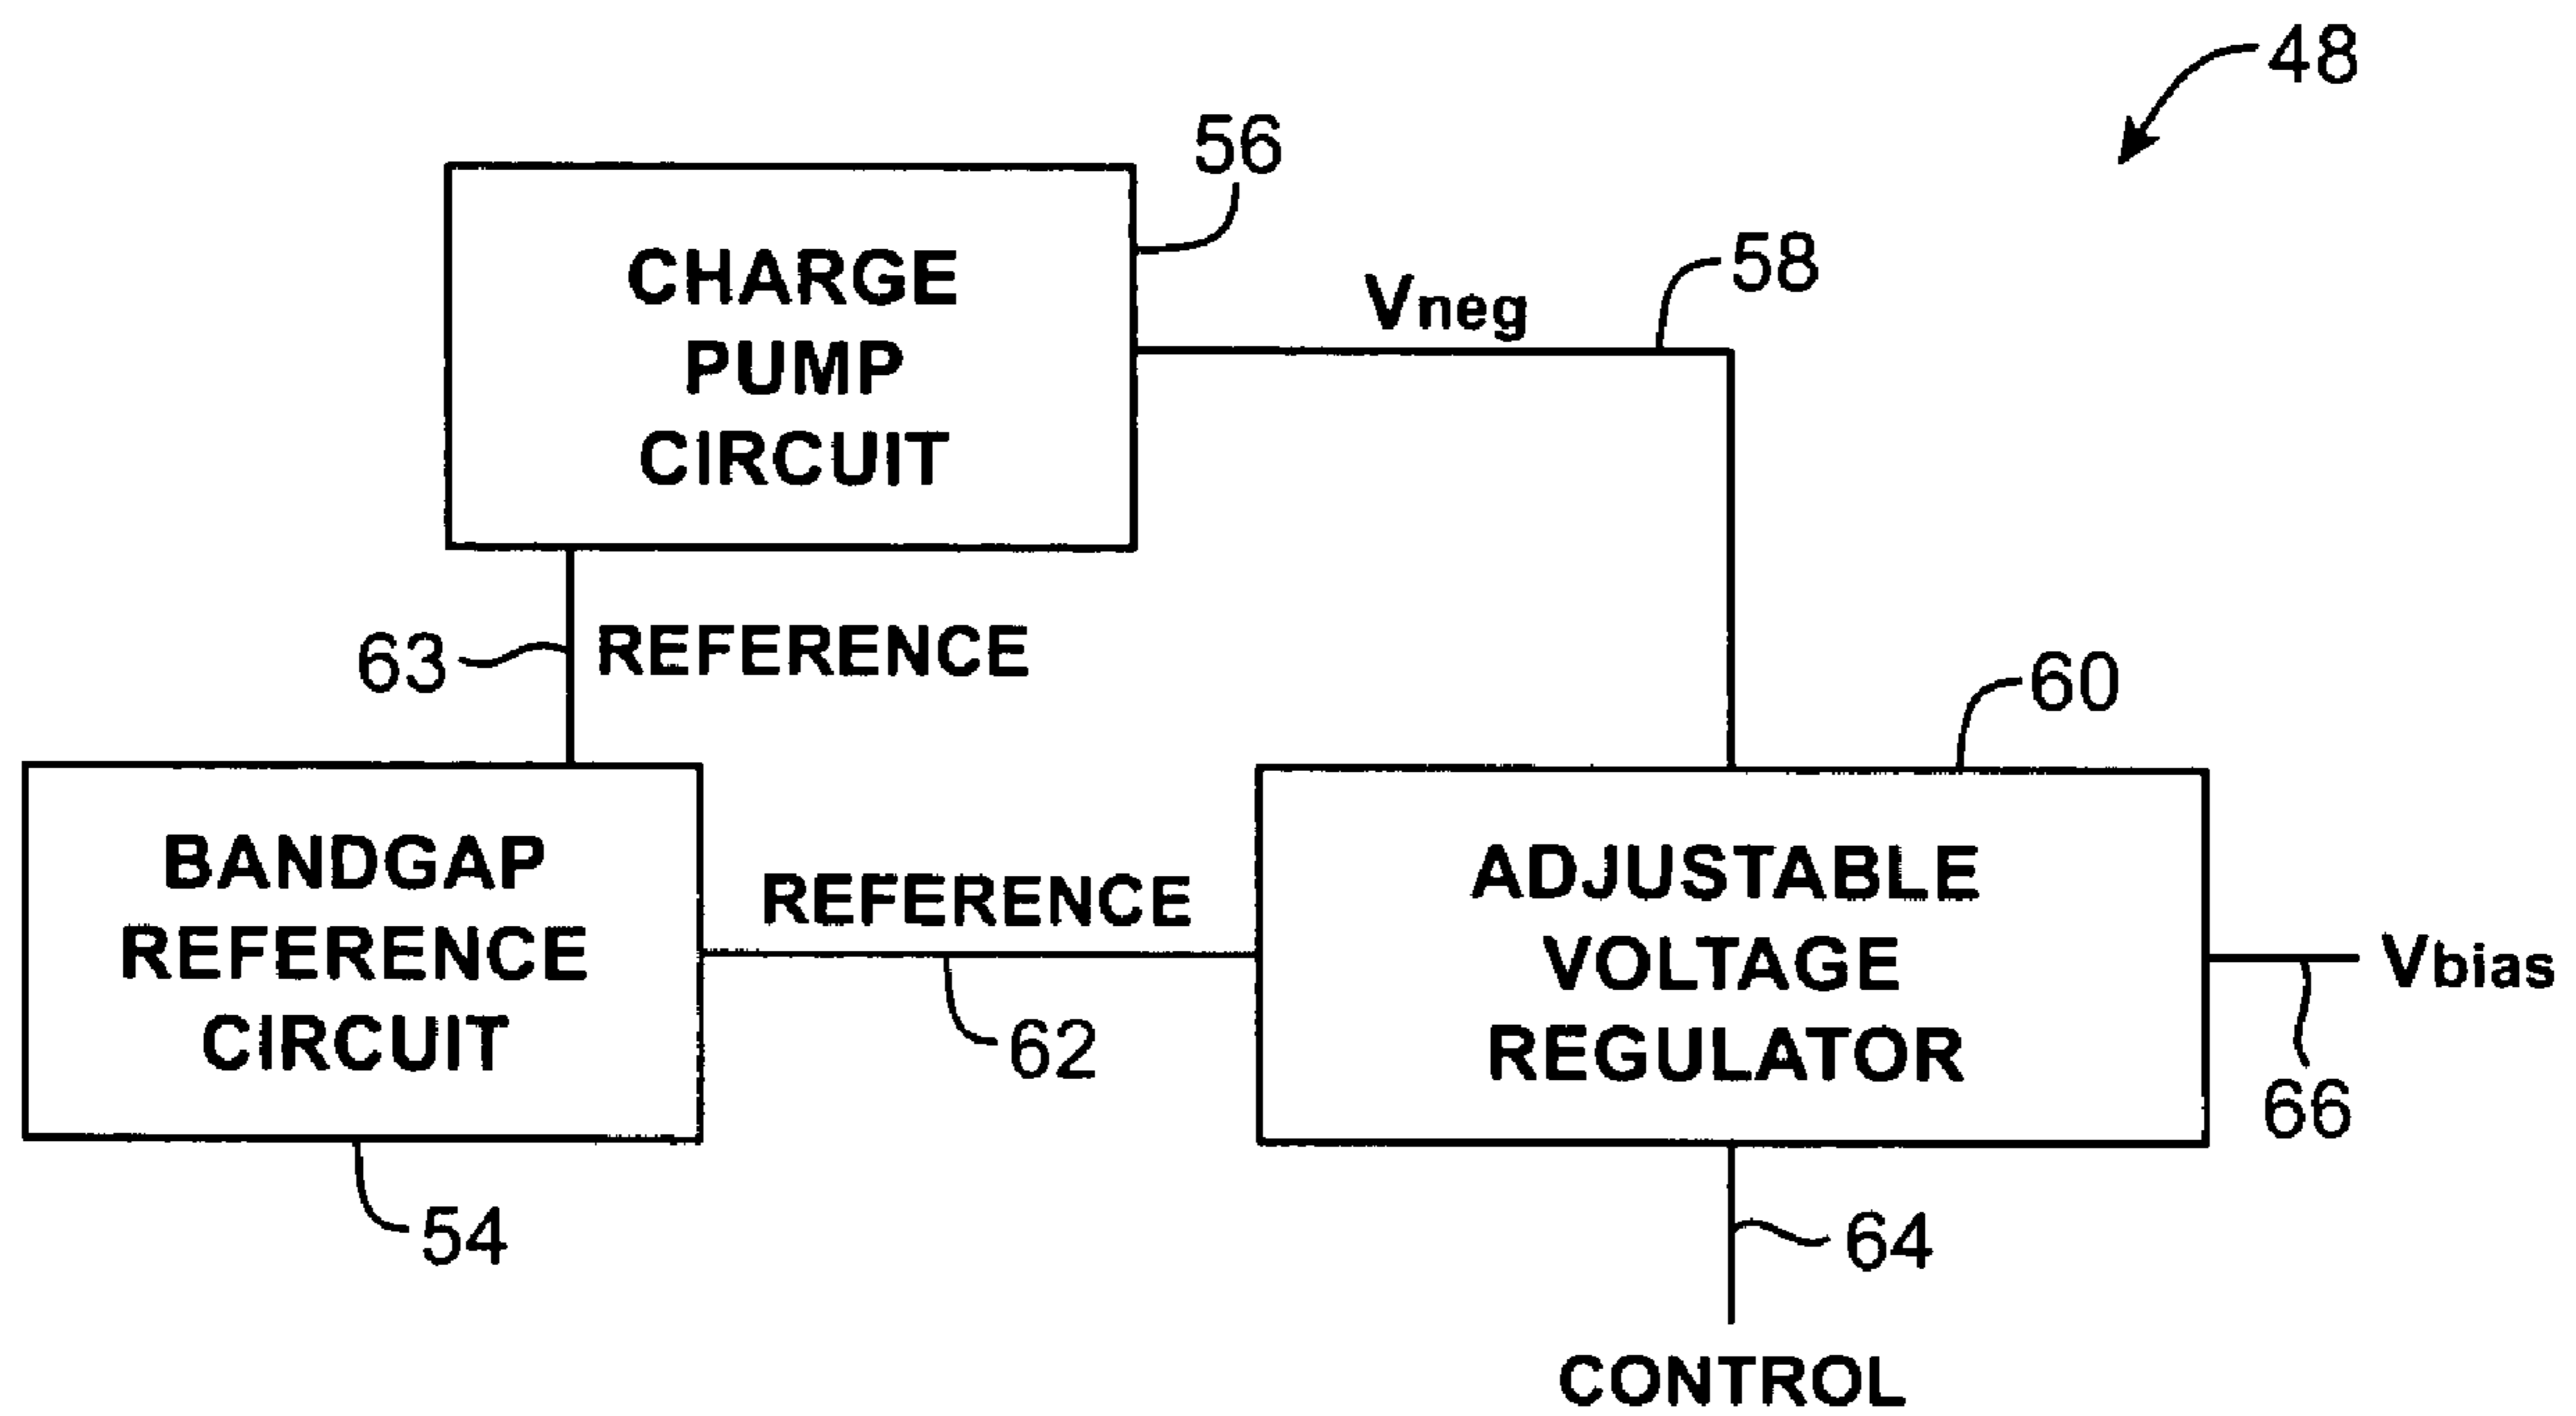 48
56
CHARGE
PUMP
CIRCUIT
58
Vneg
63
REFERENCE
60
BANDGAP
REFERENCE
CIRCUIT
REFERENCE
62
ADJUSTABLE
VOLTAGE
REGULATOR
Vbias
66
54
64
CONTROL